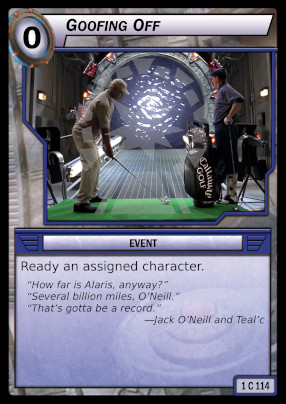 0
GOOFING OFF
Callaway
GOLF
EVENT
Ready an assigned character.
"How far is Alaris, anyway?"
"Several billion miles, O'Neill."
"That's gotta be a record."
—Jack O'Neill and Teal'c
1 C 114